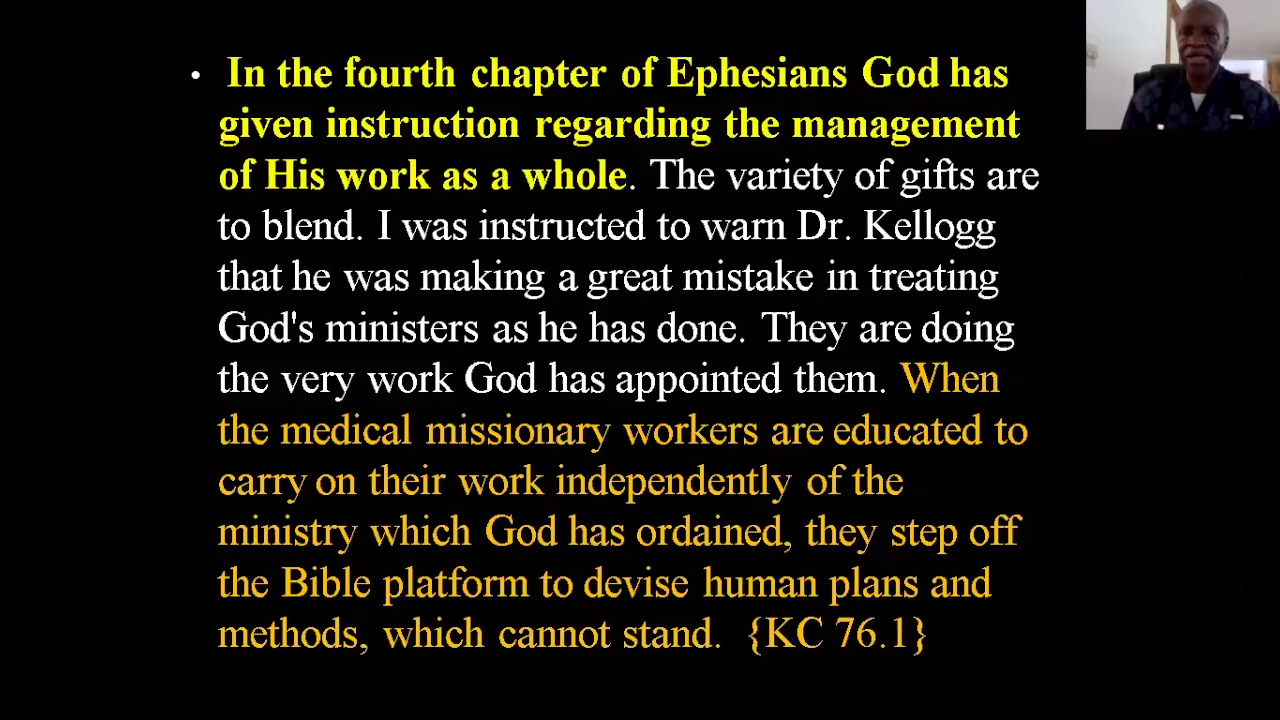 • In the fourth chapter of Ephesians God has
given instruction regarding the management
of His work as a whole. The variety of gifts are
to blend. I was instructed to warn Dr. Kellogg
that he was making a great mistake in treating
God's ministers as he has done. They are doing
the very work God has appointed them. When
the medical missionary workers are educated to
carry on their work independently of the
ministry which God has ordained, they step off
the Bible platform to devise human plans and
methods, which cannot stand. {KC 76.1}